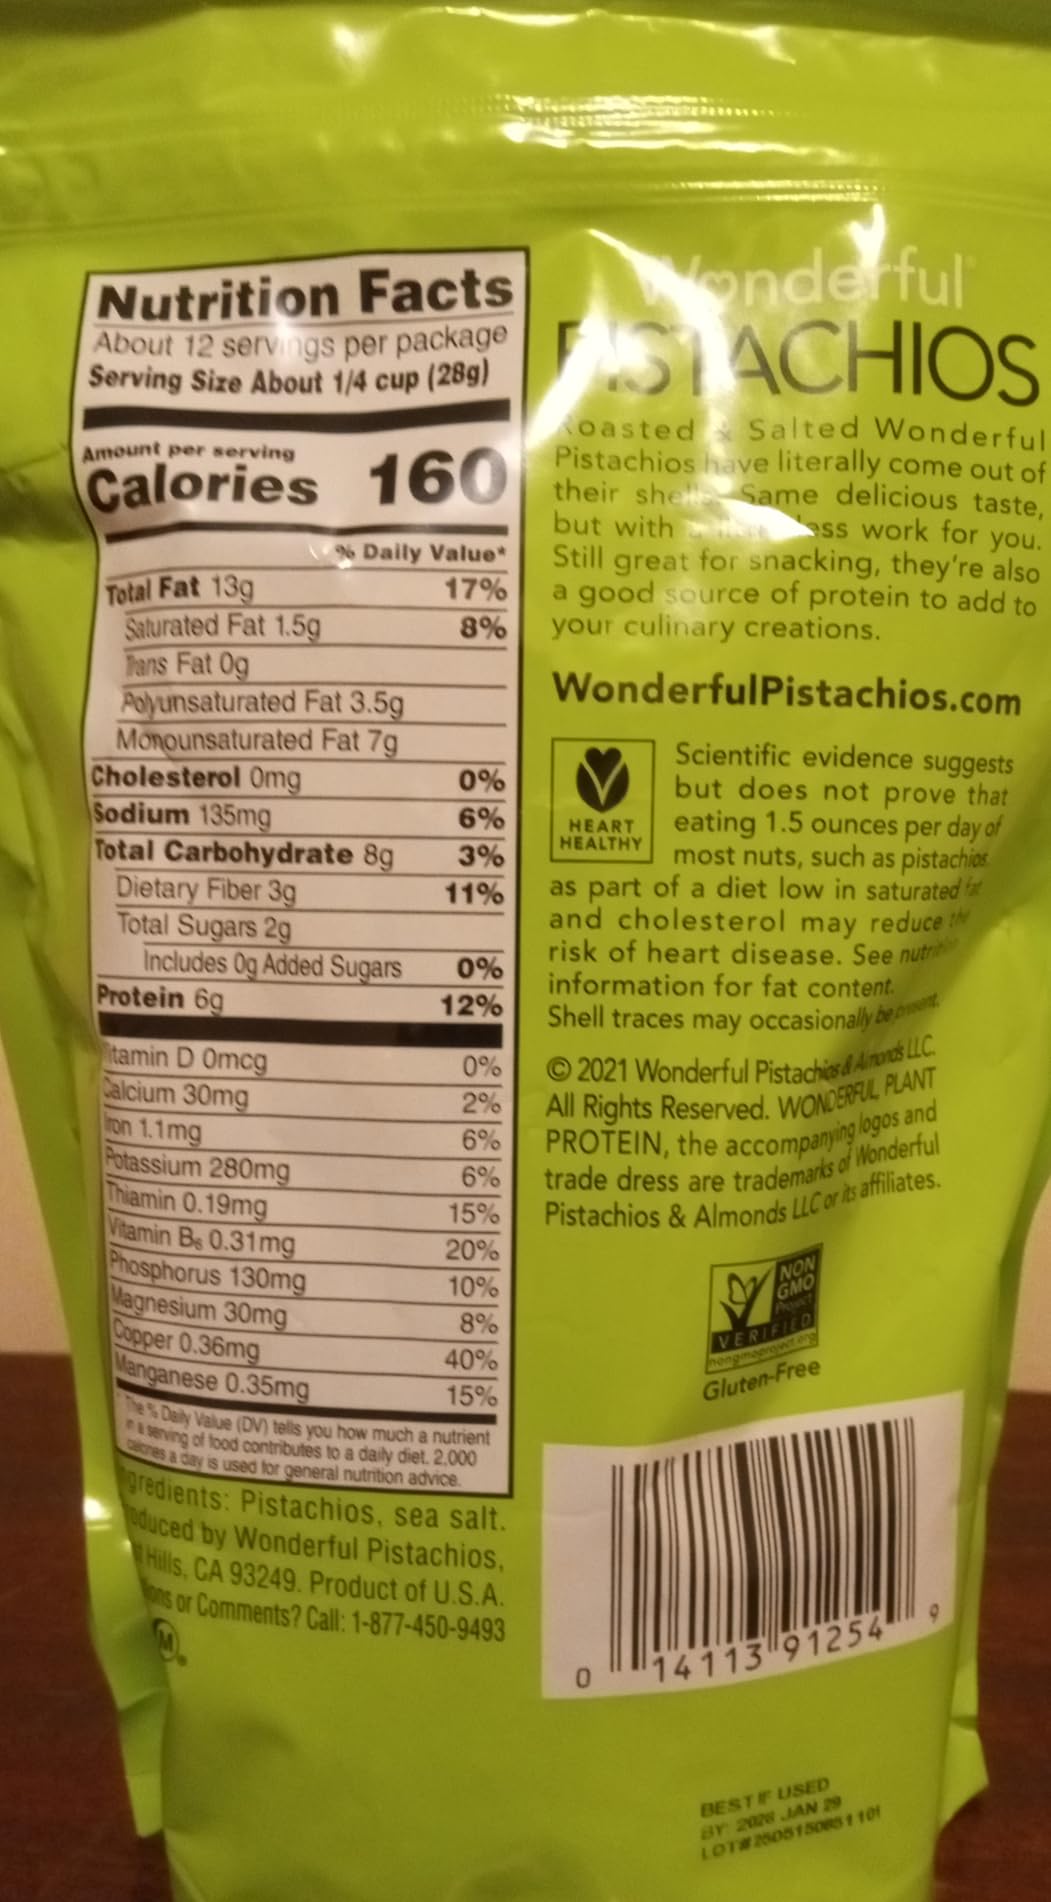 Nutrition Facts
About 12 servings per package
Serving Size About 1/4 cup (28g)
Amount per serving
Calories 160
% Daily Value*
Total Fat 13g 17%
Saturated Fat 1.5g 8%
Trans Fat 0g
Polyunsaturated Fat 3.5g
Monounsaturated Fat 7g
Cholesterol 0mg 0%
Sodium 135mg 6%
Total Carbohydrate 8g 3%
Dietary Fiber 3g 11%
Total Sugars 2g
Includes 0g Added Sugars 0%
Protein 6g 12%
Vitamin D 0mcg 0%
Calcium 30mg 2%
Iron 1.1mg 6%
Potassium 280mg 6%
Thiamin 0.19mg 15%
Vitamin B6 0.31mg 20%
Phosphorus 130mg 10%
Magnesium 30mg 8%
Copper 0.36mg 40%
Manganese 0.35mg 15%
* The % Daily Value (DV) tells you how much a nutrient
in a serving of food contributes to a daily diet. 2,000
calories a day is used for general nutrition advice.
Ingredients: Pistachios, sea salt.
Produced by Wonderful Pistachios,
Hills, CA 93249. Product of U.S.A.
or Comments? Call: 1-877-450-9493
M
Wonderful
PISTACHIOS
Roasted & Salted Wonderful
Pistachios have literally come out of
their shells. Same delicious taste,
but with less work for you.
Still great for snacking, they're also
a good source of protein to add to
your culinary creations.
WonderfulPistachios.com
HEART
HEALTHY
Scientific evidence suggests
but does not prove that
eating 1.5 ounces per day of
most nuts, such as pistachios
as part of a diet low in saturated fat
and cholesterol may reduce the
risk of heart disease. See nutrition
information for fat content.
Shell traces may occasionally be present.
© 2021 Wonderful Pistachios & Almonds LLC.
All Rights Reserved. WONDERFUL, PLANT
PROTEIN, the accompanying logos and
trade dress are trademarks of Wonderful
Pistachios & Almonds LLC or its affiliates.
NON
GMO
Project
VERIFIED
nongmoproject.org
Gluten-Free
0 14113 91254 9
BEST IF USED
BY: 2026 JAN 29
LOT#